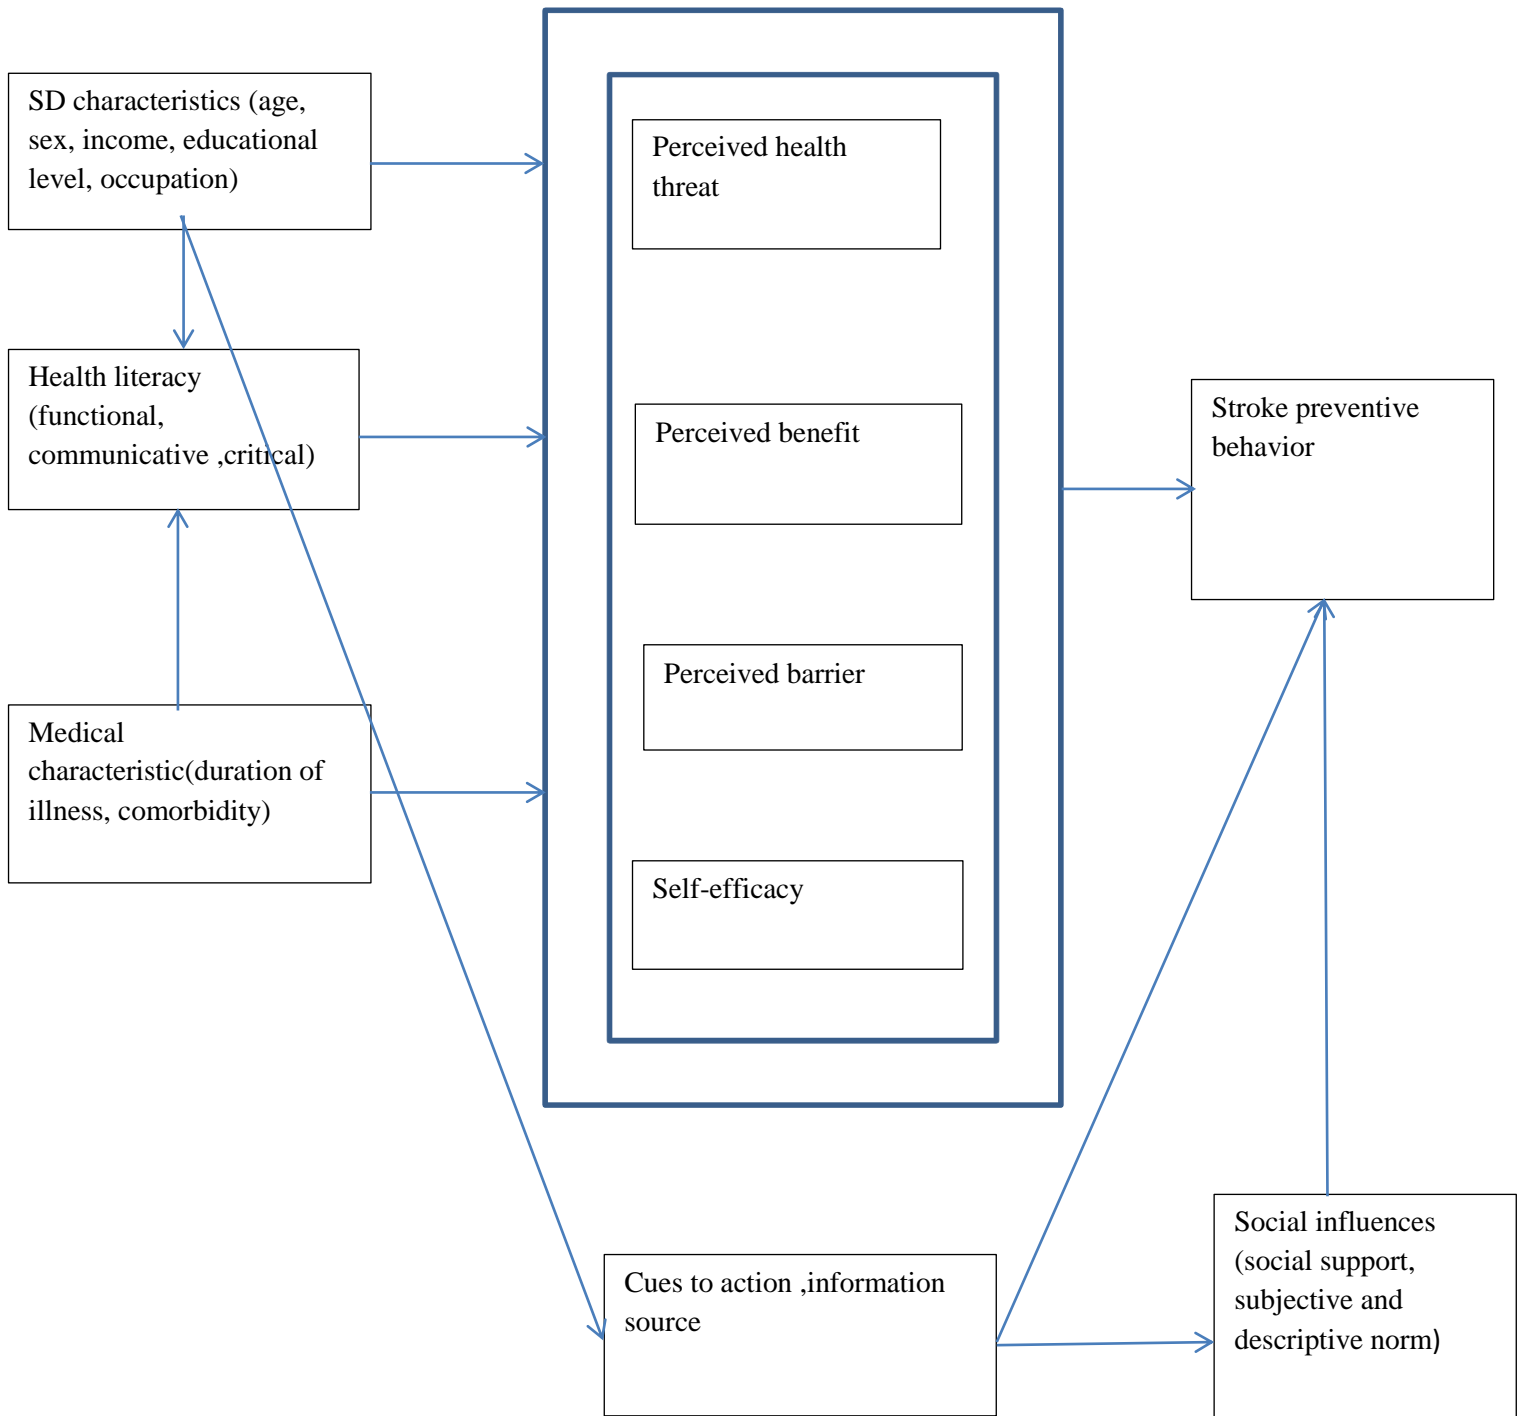 SD characteristics (age,
sex, income, educational
level, occupation)
Health literacy
(functional,
communicative ,critical)
Medical
characteristic(duration of
illness, comorbidity)
Perceived health
threat
Perceived benefit
Perceived barrier
Self-efficacy
Stroke preventive
behavior
Cues to action ,information
source
Social influences
(social support,
subjective and
descriptive norm)